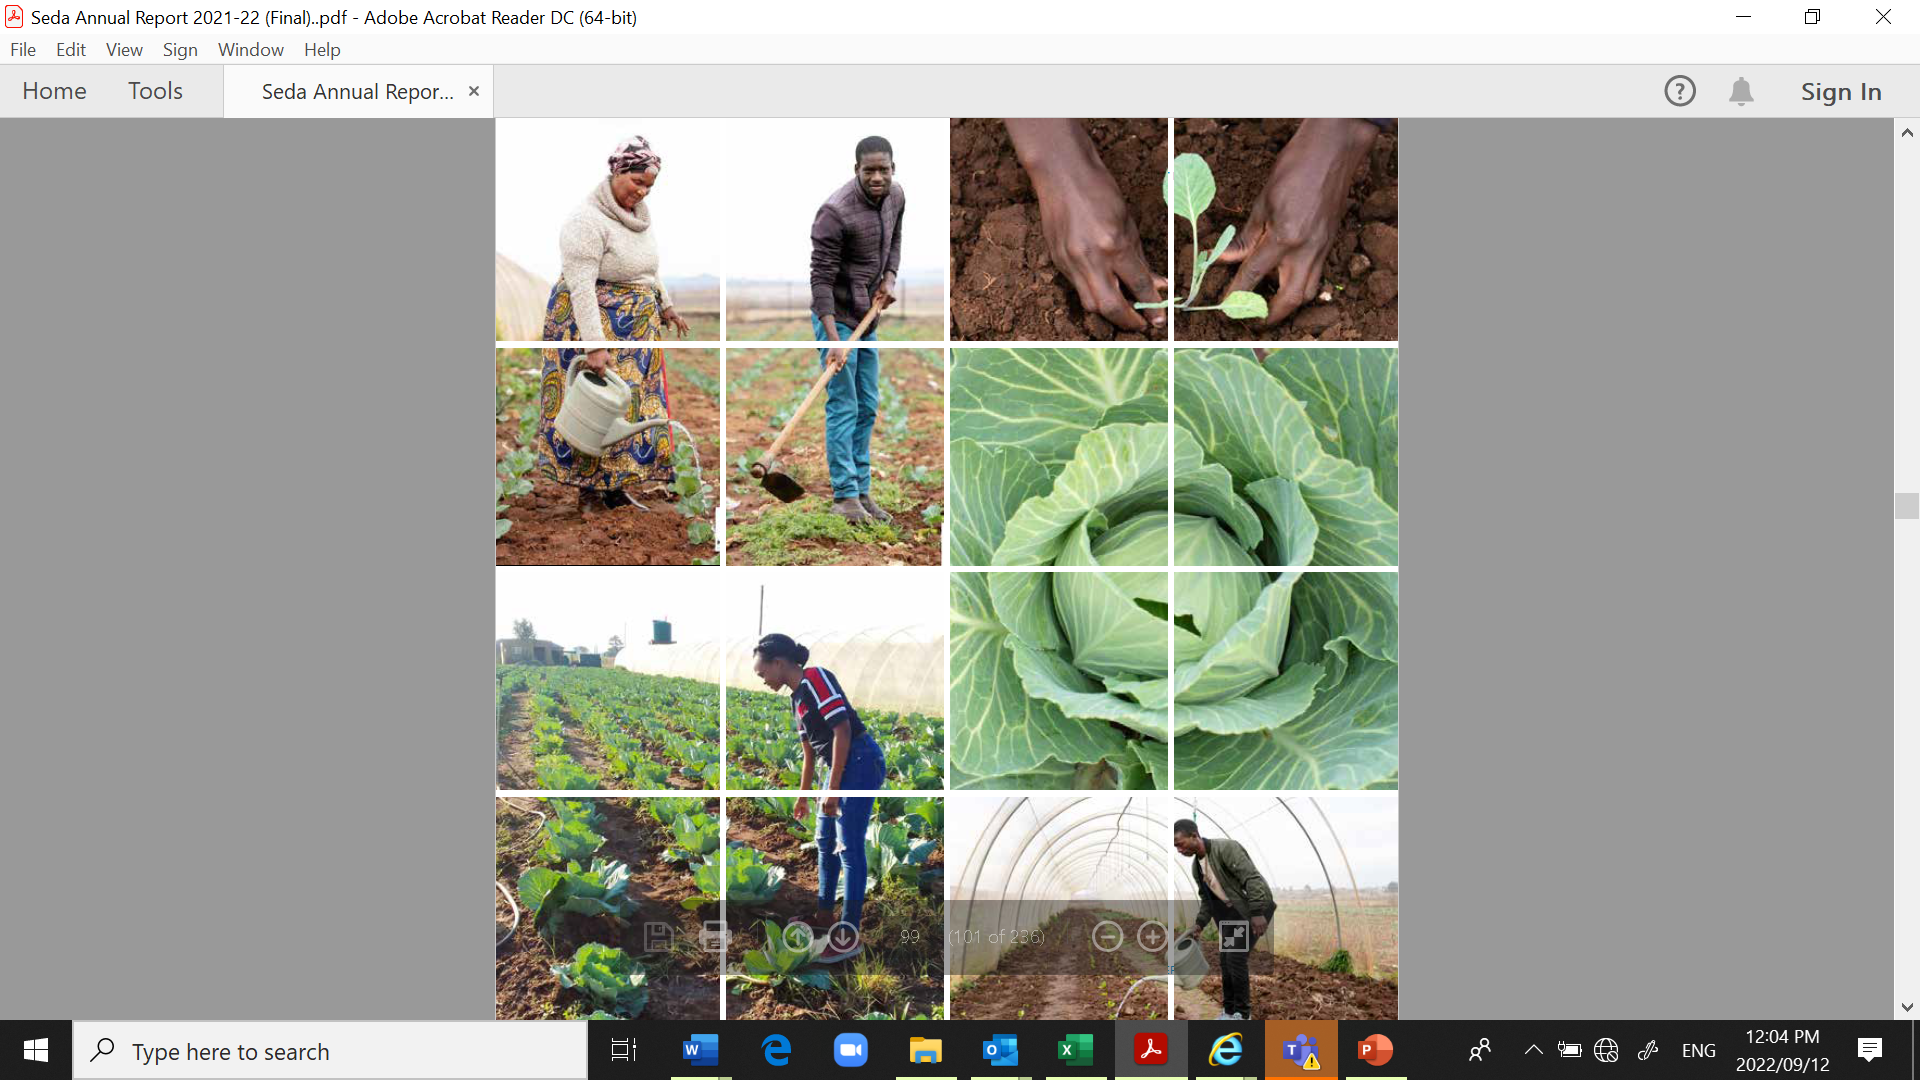 Seda Annual Report 2021-22 (Final)..pdf - Adobe Acrobat Reader DC (64-bit)
File Edit View Sign Window Help
Home Tools Seda Annual Repor... × Sign In
99 (101 of 236)
Type here to search
ENG
12:04 PM
2022/09/12